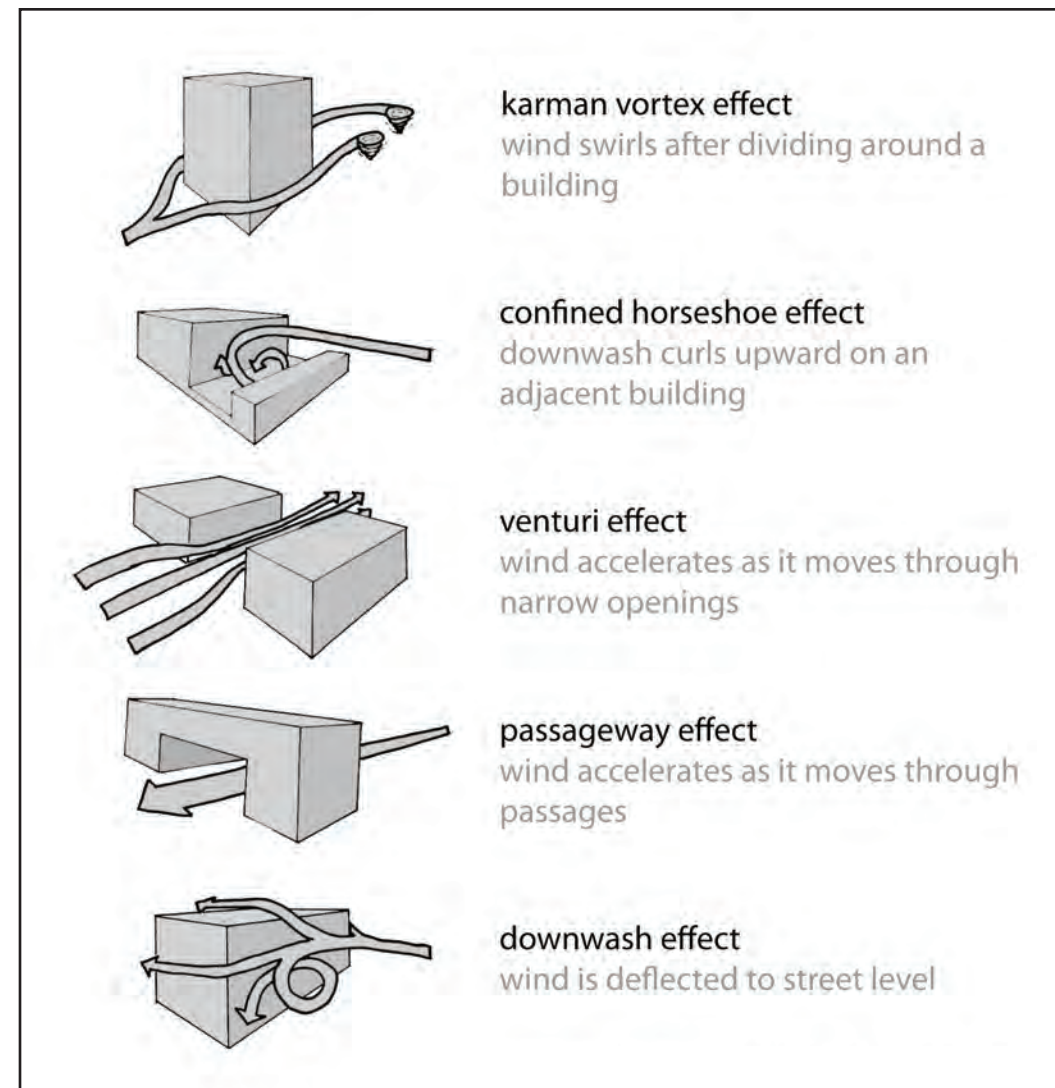 karman vortex effect
wind swirls after dividing around a
building
confined horseshoe effect
downwash curls upward on an
adjacent building
venturi effect
wind accelerates as it moves through
narrow openings
passageway effect
wind accelerates as it moves through
passages
downwash effect
wind is deflected to street level